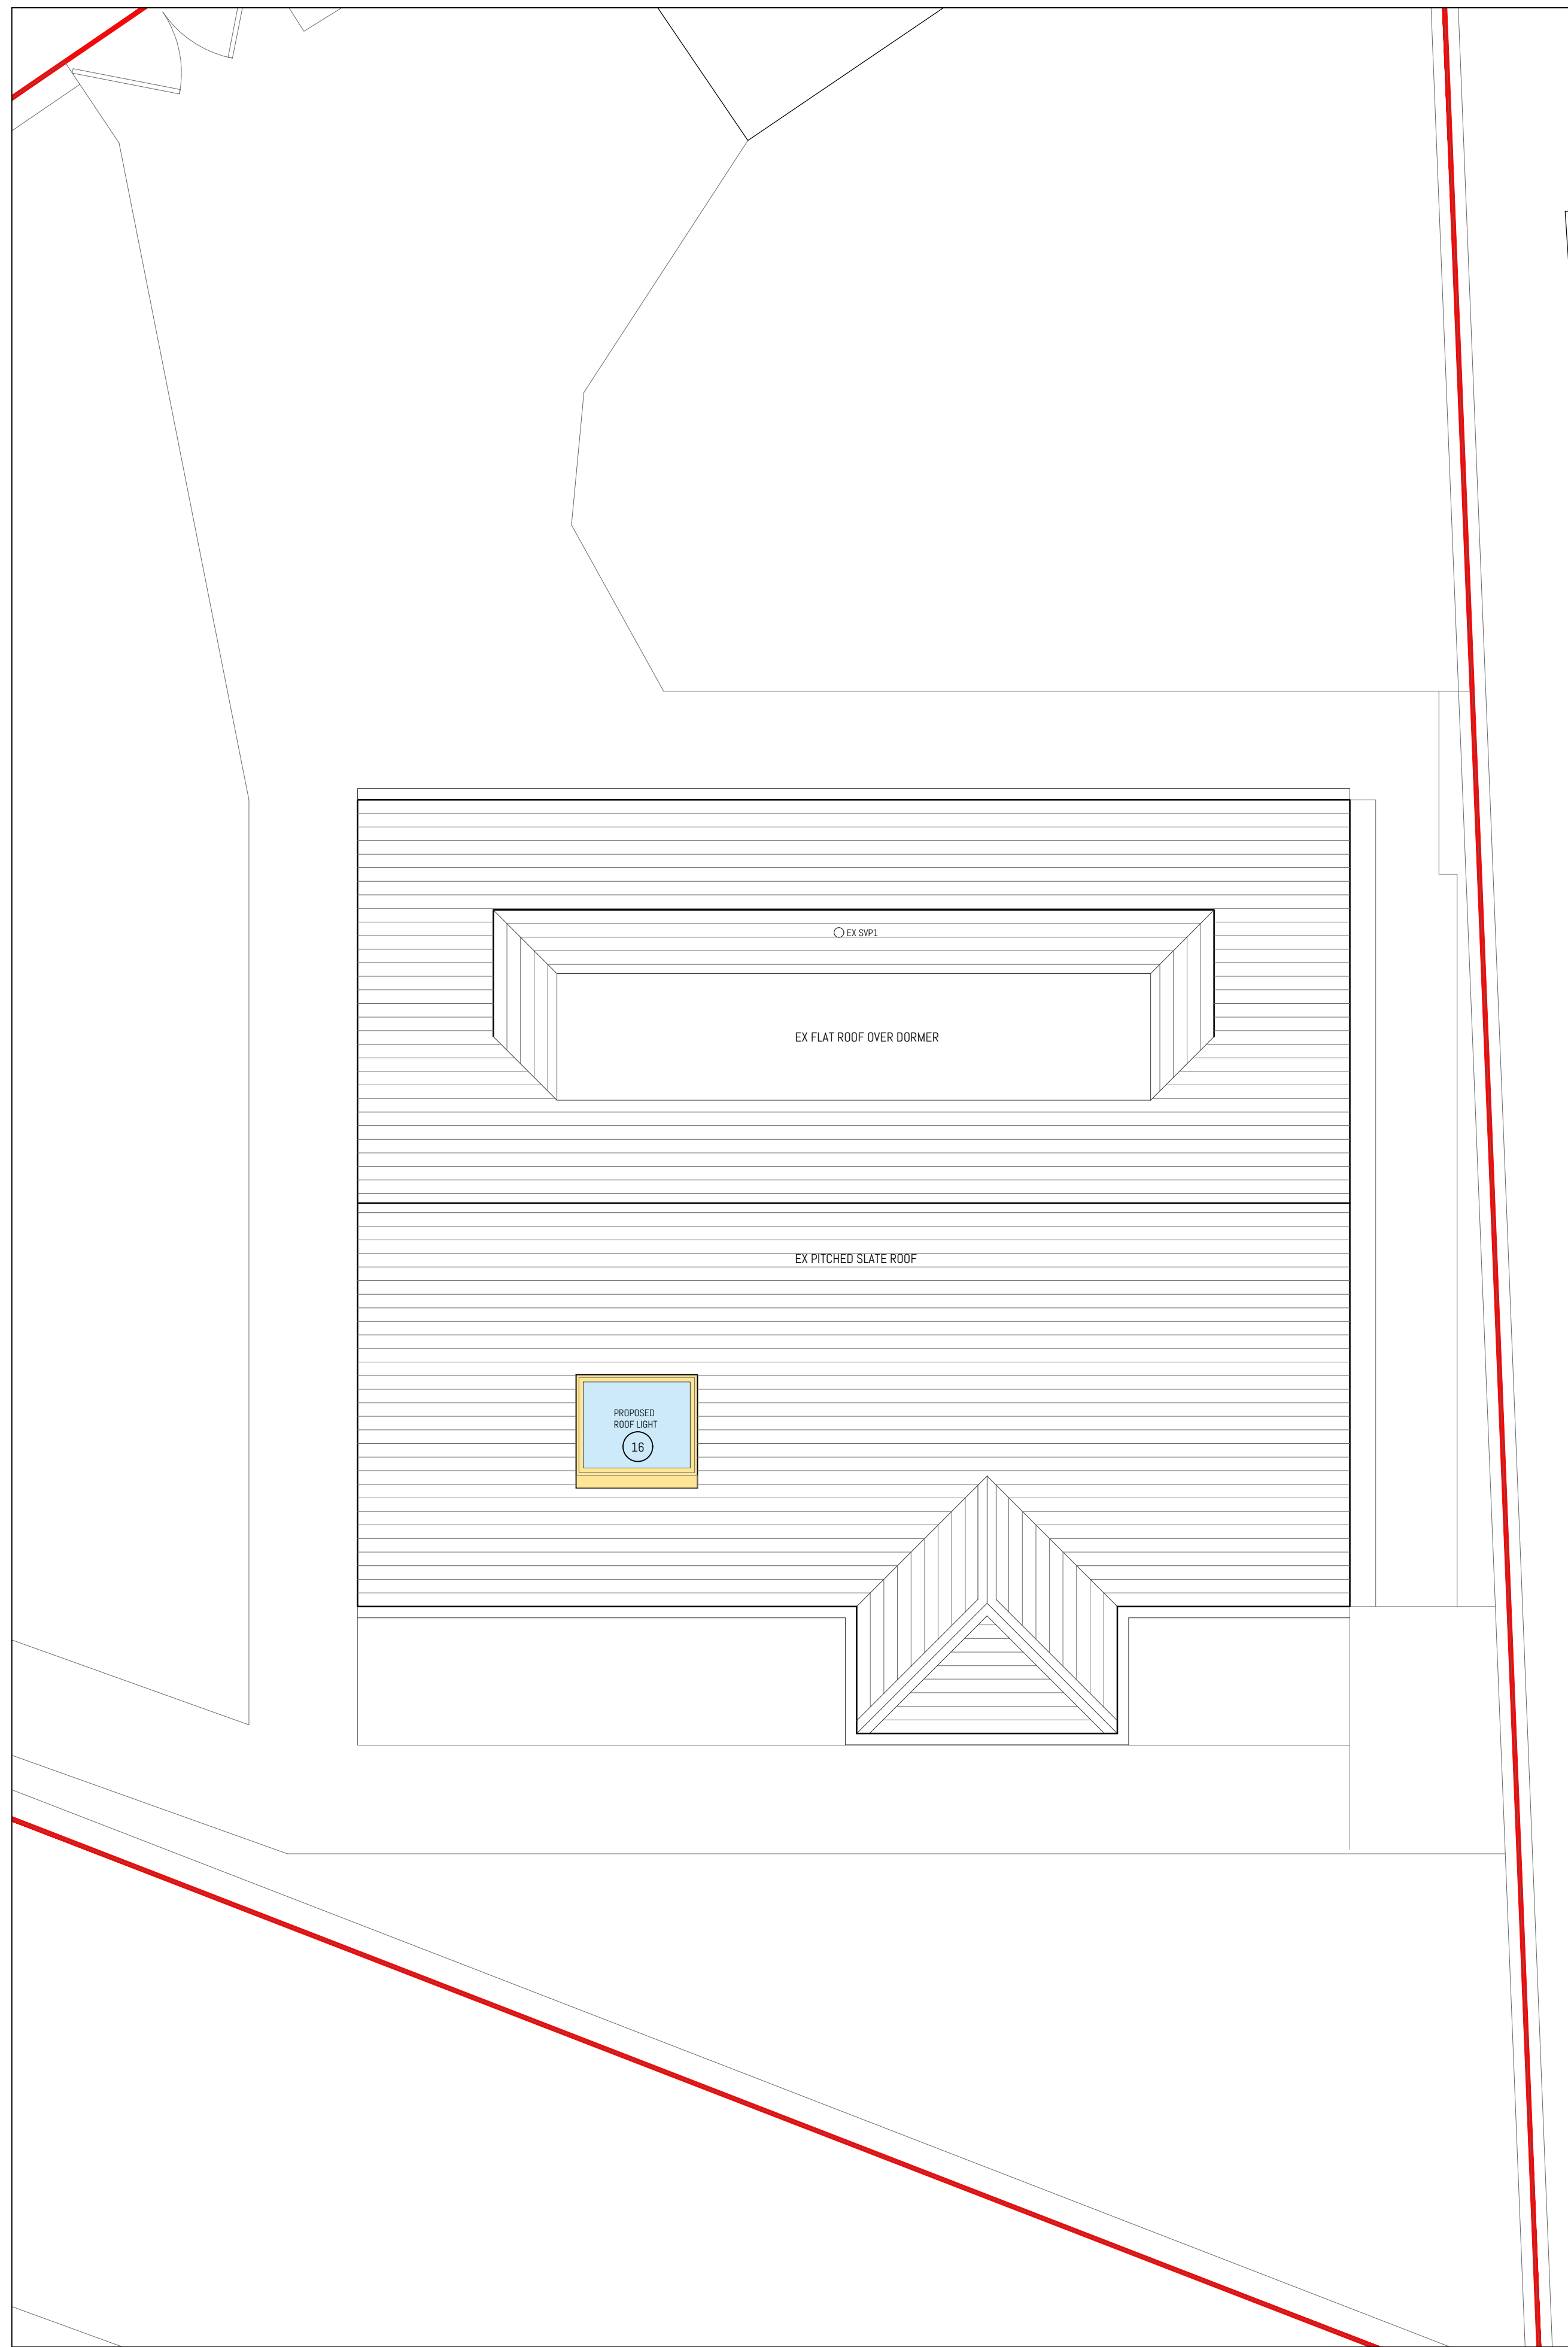 EX SVP1
EX FLAT ROOF OVER DORMER
EX PITCHED SLATE ROOF
PROPOSED
ROOF LIGHT
16